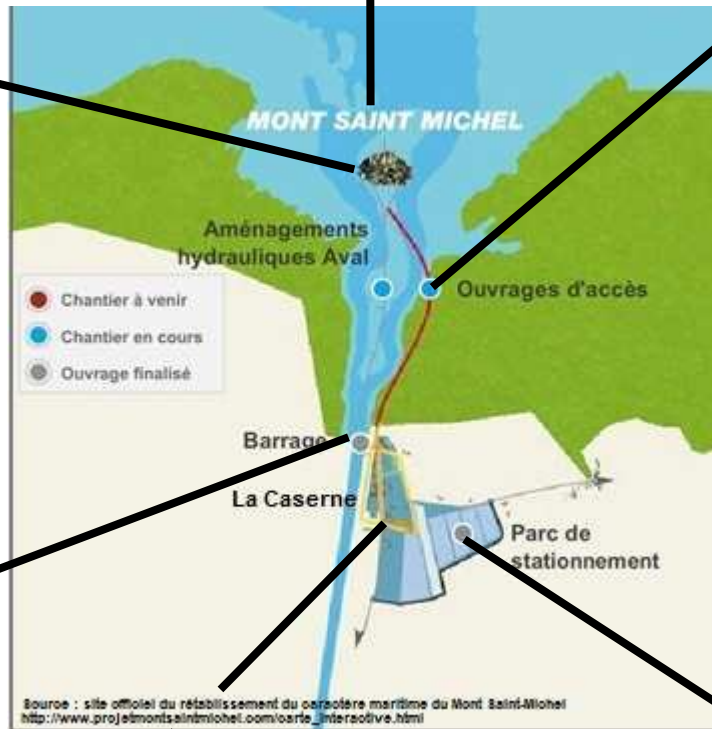 MONT SAINT MICHEL
Aménagements
hydrauliques Aval
Ouvrages d'accès
Chantier à venir
Chantier en cours
Ouvrage finalisé
Barrage
La Caserne
Parc de
stationnement
Source : site officiel du rétablissement du caractère maritime du Mont Saint-Michel
http://www.projetmontsaintmichel.com/carte_interactive.html